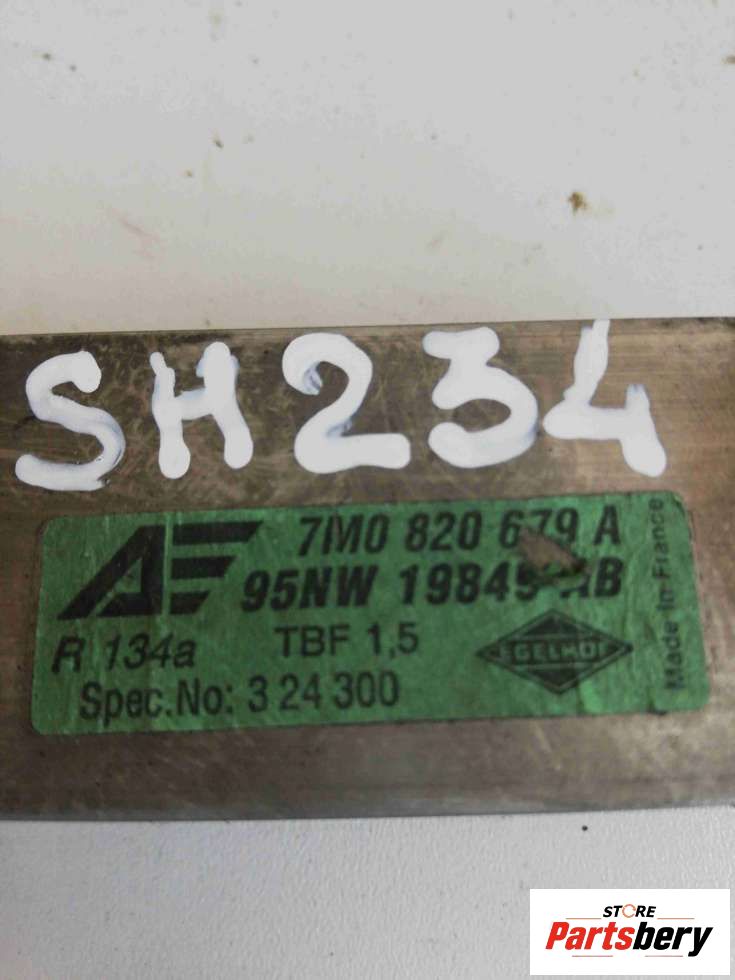 SH234
7M0 820 679 A
95NW 19849-AB
R 134a TBF 1,5
EGELHOF
Spec.No: 3 24 300
Made in France
STORE
Partsbery